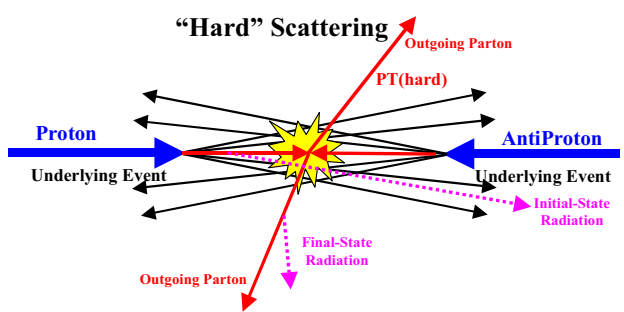 "Hard" Scattering
Outgoing Parton
PT(hard)
Proton
AntiProton
Underlying Event
Underlying Event
Initial-State
Radiation
Final-State
Radiation
Outgoing Parton